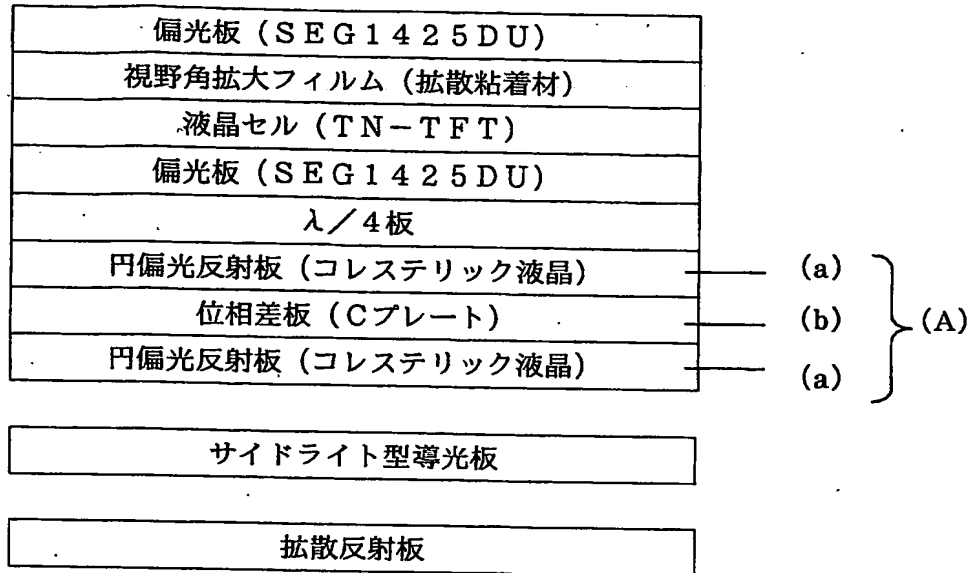 偏光板(SEG1425DU)
視野角拡大フィルム(拡散粘着材)
液晶セル(TN-TFT)
偏光板(SEG1425DU)
λ/4板
円偏光反射板(コレステリック液晶) (a)
位相差板(Cプレート) (b) (A)
円偏光反射板(コレステリック液晶) (a)
サイドライト型導光板
拡散反射板